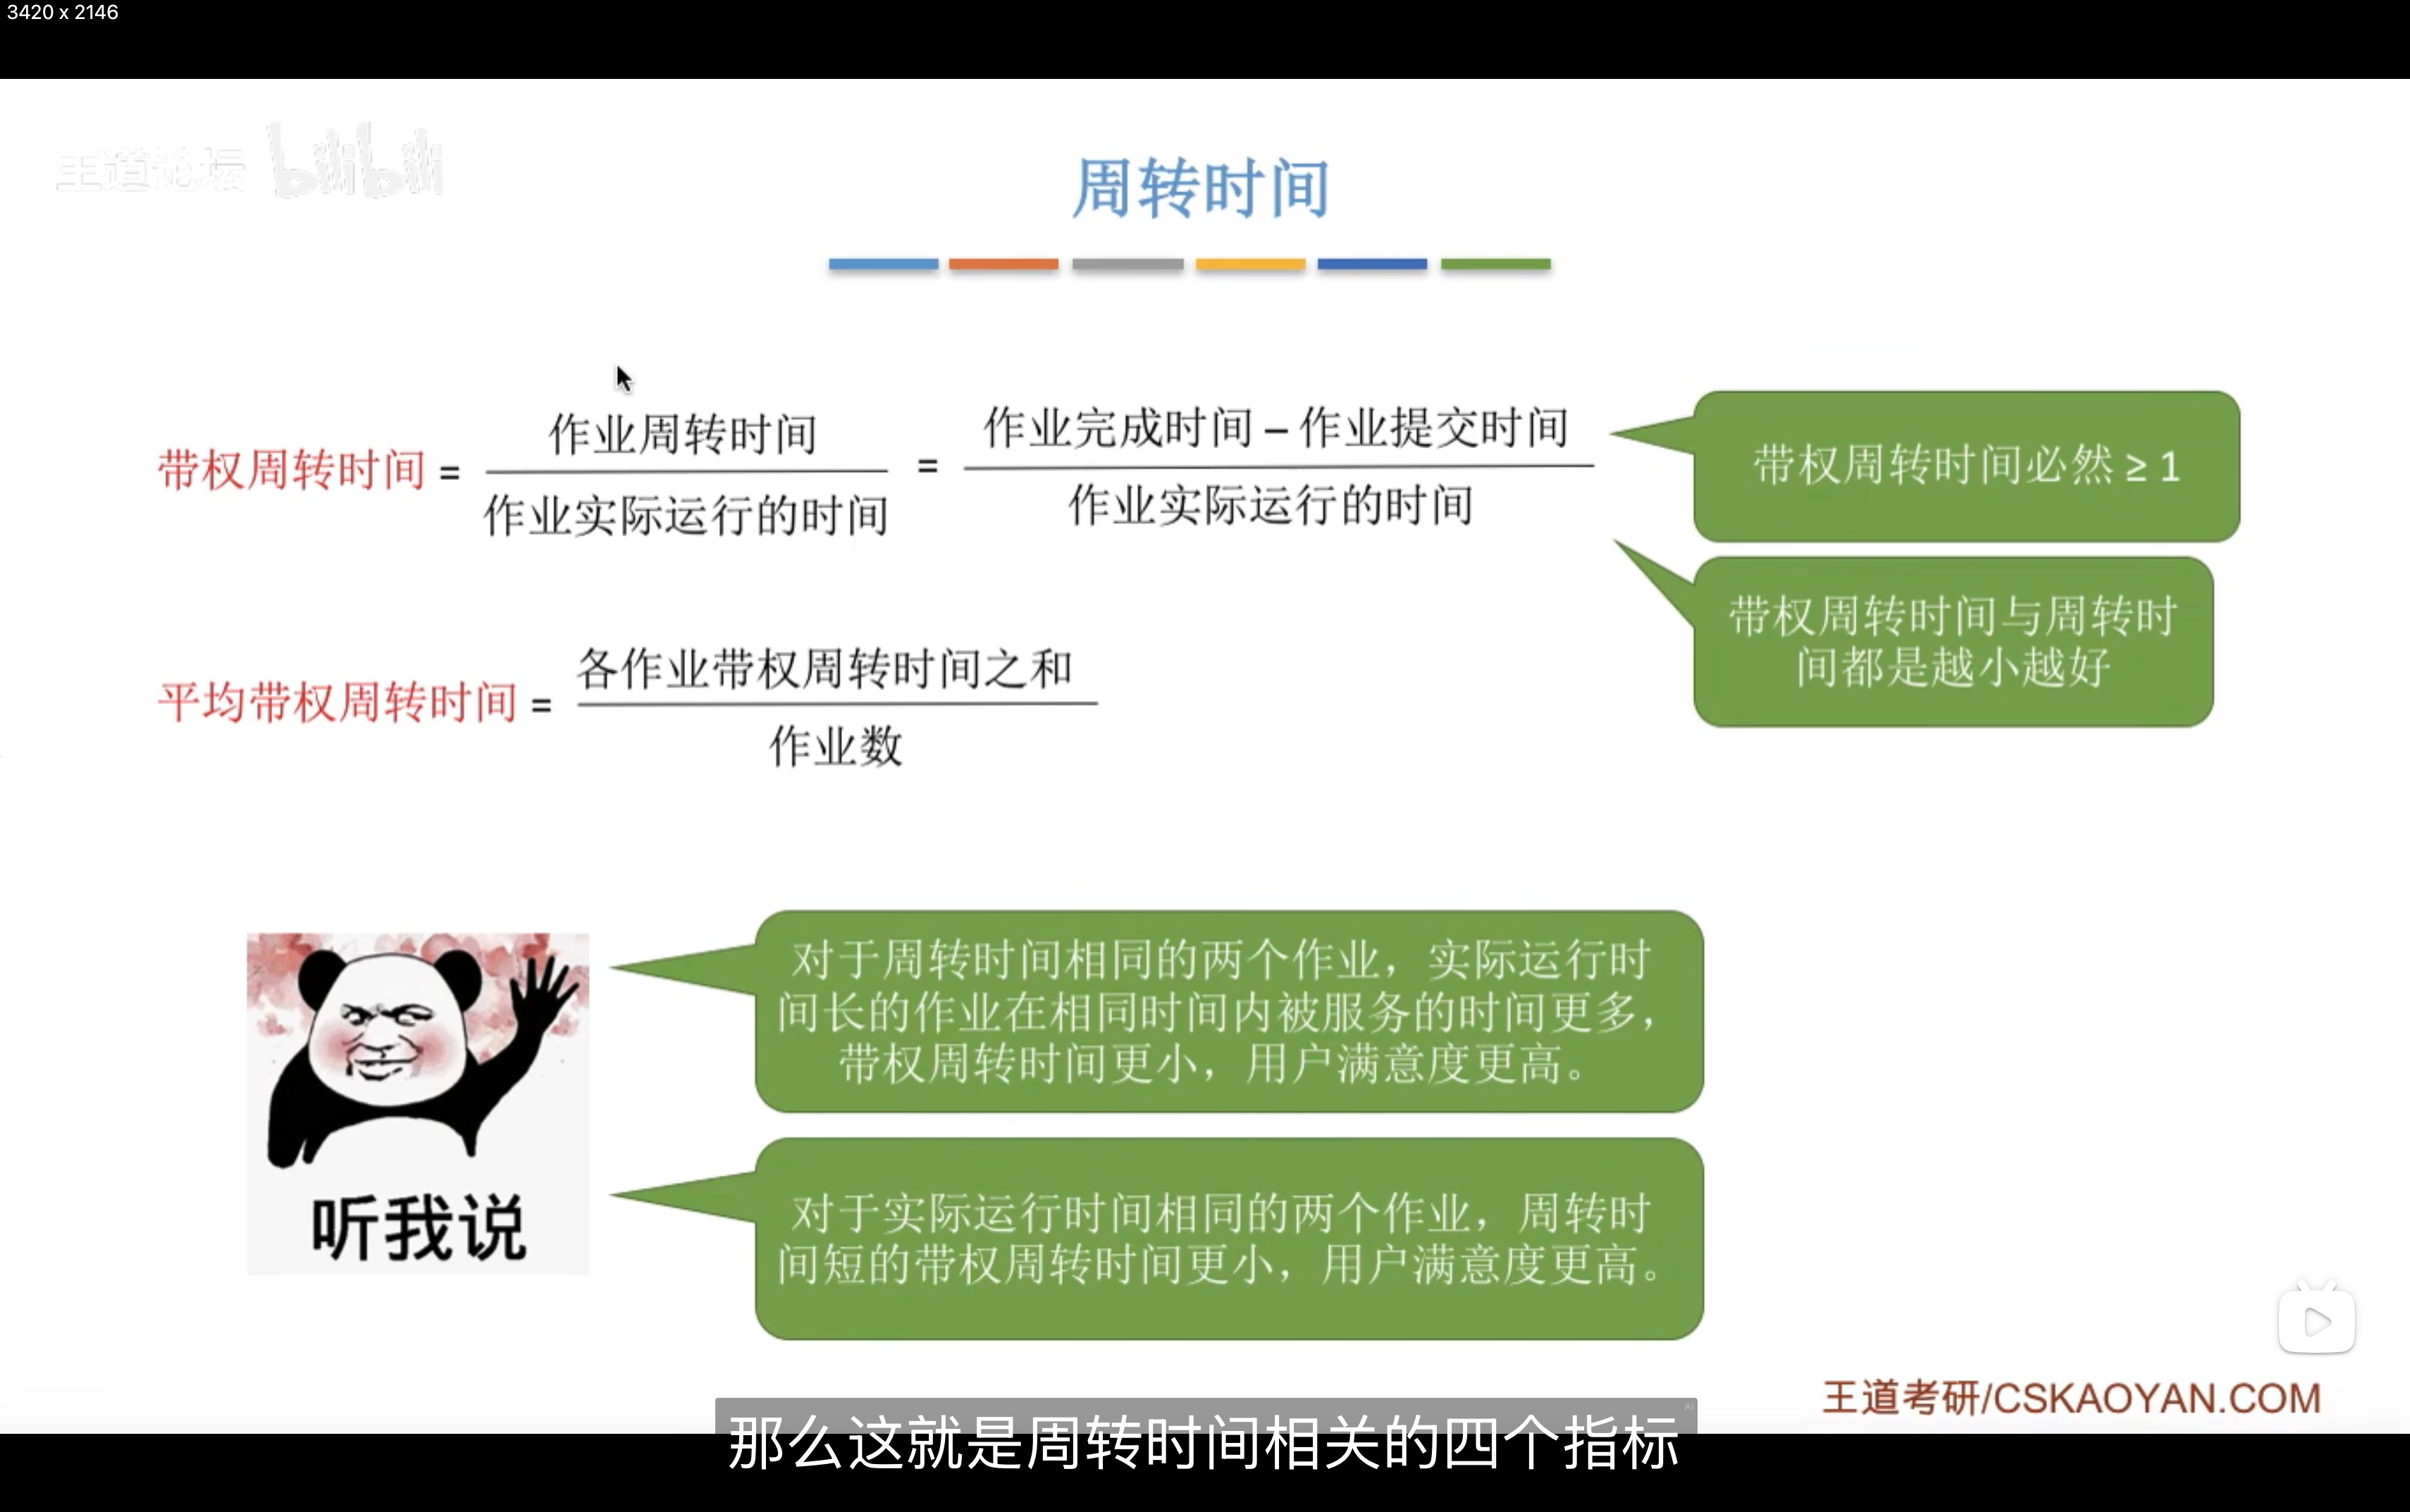 3420 x 2146
王道论坛 bilibili
周转时间
带权周转时间 = 作业周转时间 / 作业实际运行的时间 = 作业完成时间 – 作业提交时间 / 作业实际运行的时间
带权周转时间必然 ≥ 1
带权周转时间与周转时
间都是越小越好
平均带权周转时间 = 各作业带权周转时间之和 / 作业数
对于周转时间相同的两个作业，实际运行时
间长的作业在相同时间内被服务的时间更多，
带权周转时间更小，用户满意度更高。
听我说
对于实际运行时间相同的两个作业，周转时
间短的带权周转时间更小，用户满意度更高。
王道考研/CSKAOYAN.COM
AI
那么这就是周转时间相关的四个指标